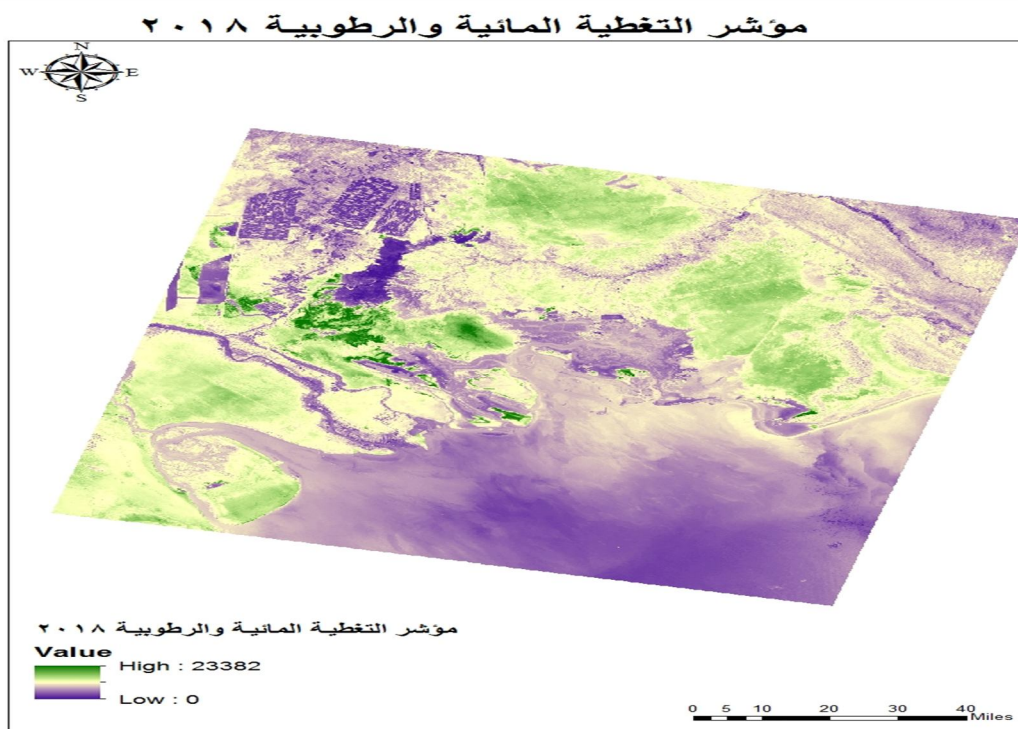 مؤشر التغطية المائية والرطوبية ٢٠١٨
N
W E
S
مؤشر التغطية المائية والرطوبية ٢٠١٨
Value
High : 23382
Low : 0
0 5 10 20 30 40
Miles